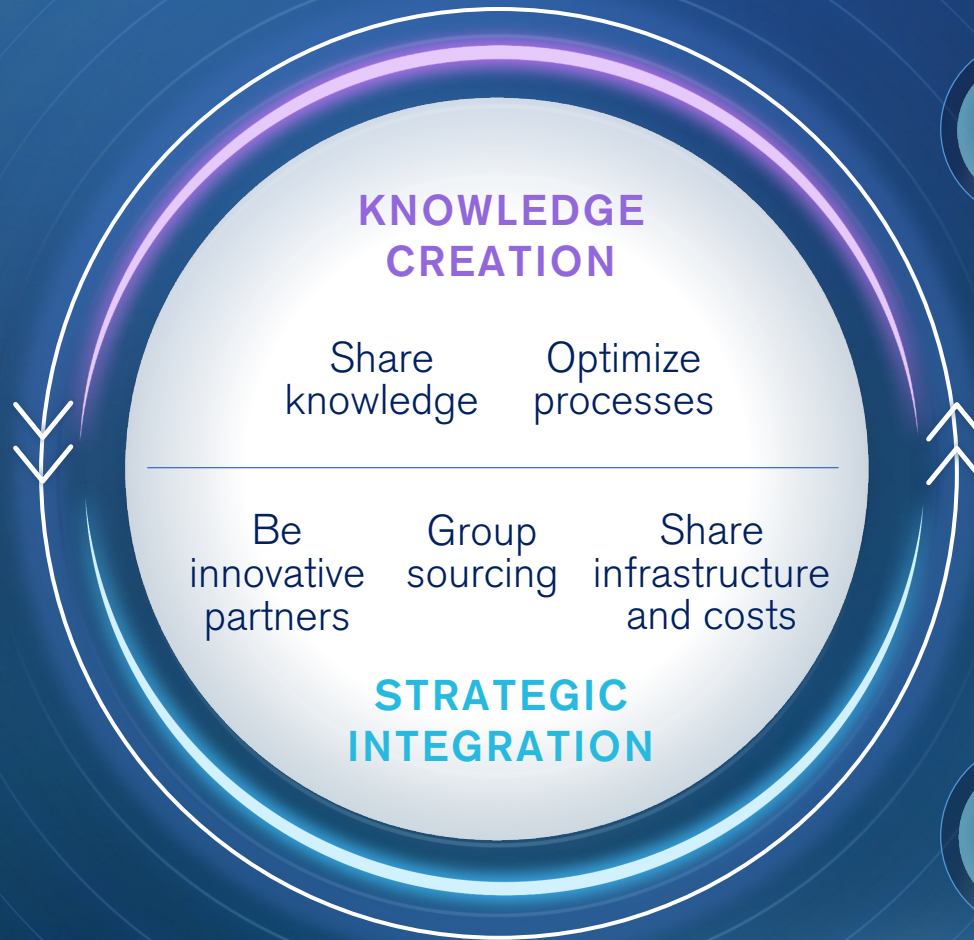 KNOWLEDGE
CREATION
Share
knowledge
Optimize
processes
Be
innovative
partners
Group
sourcing
Share
infrastructure
and costs
STRATEGIC
INTEGRATION